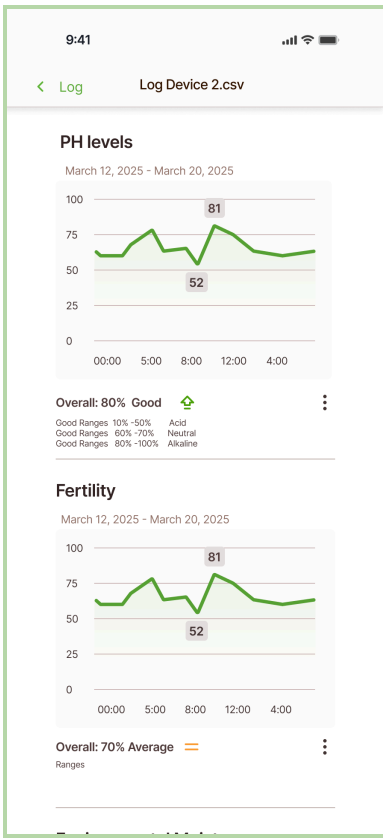 9:41
Log
Log Device 2.csv
PH levels
March 12, 2025 - March 20, 2025
100
81
75
50
52
25
0
00:00 5:00 8:00 12:00 4:00
Overall: 80% Good
Good Ranges 10% -50% Acid
Good Ranges 60% -70% Neutral
Good Ranges 80% -100% Alkaline
Fertility
March 12, 2025 - March 20, 2025
100
81
75
50
52
25
0
00:00 5:00 8:00 12:00 4:00
Overall: 70% Average
Ranges